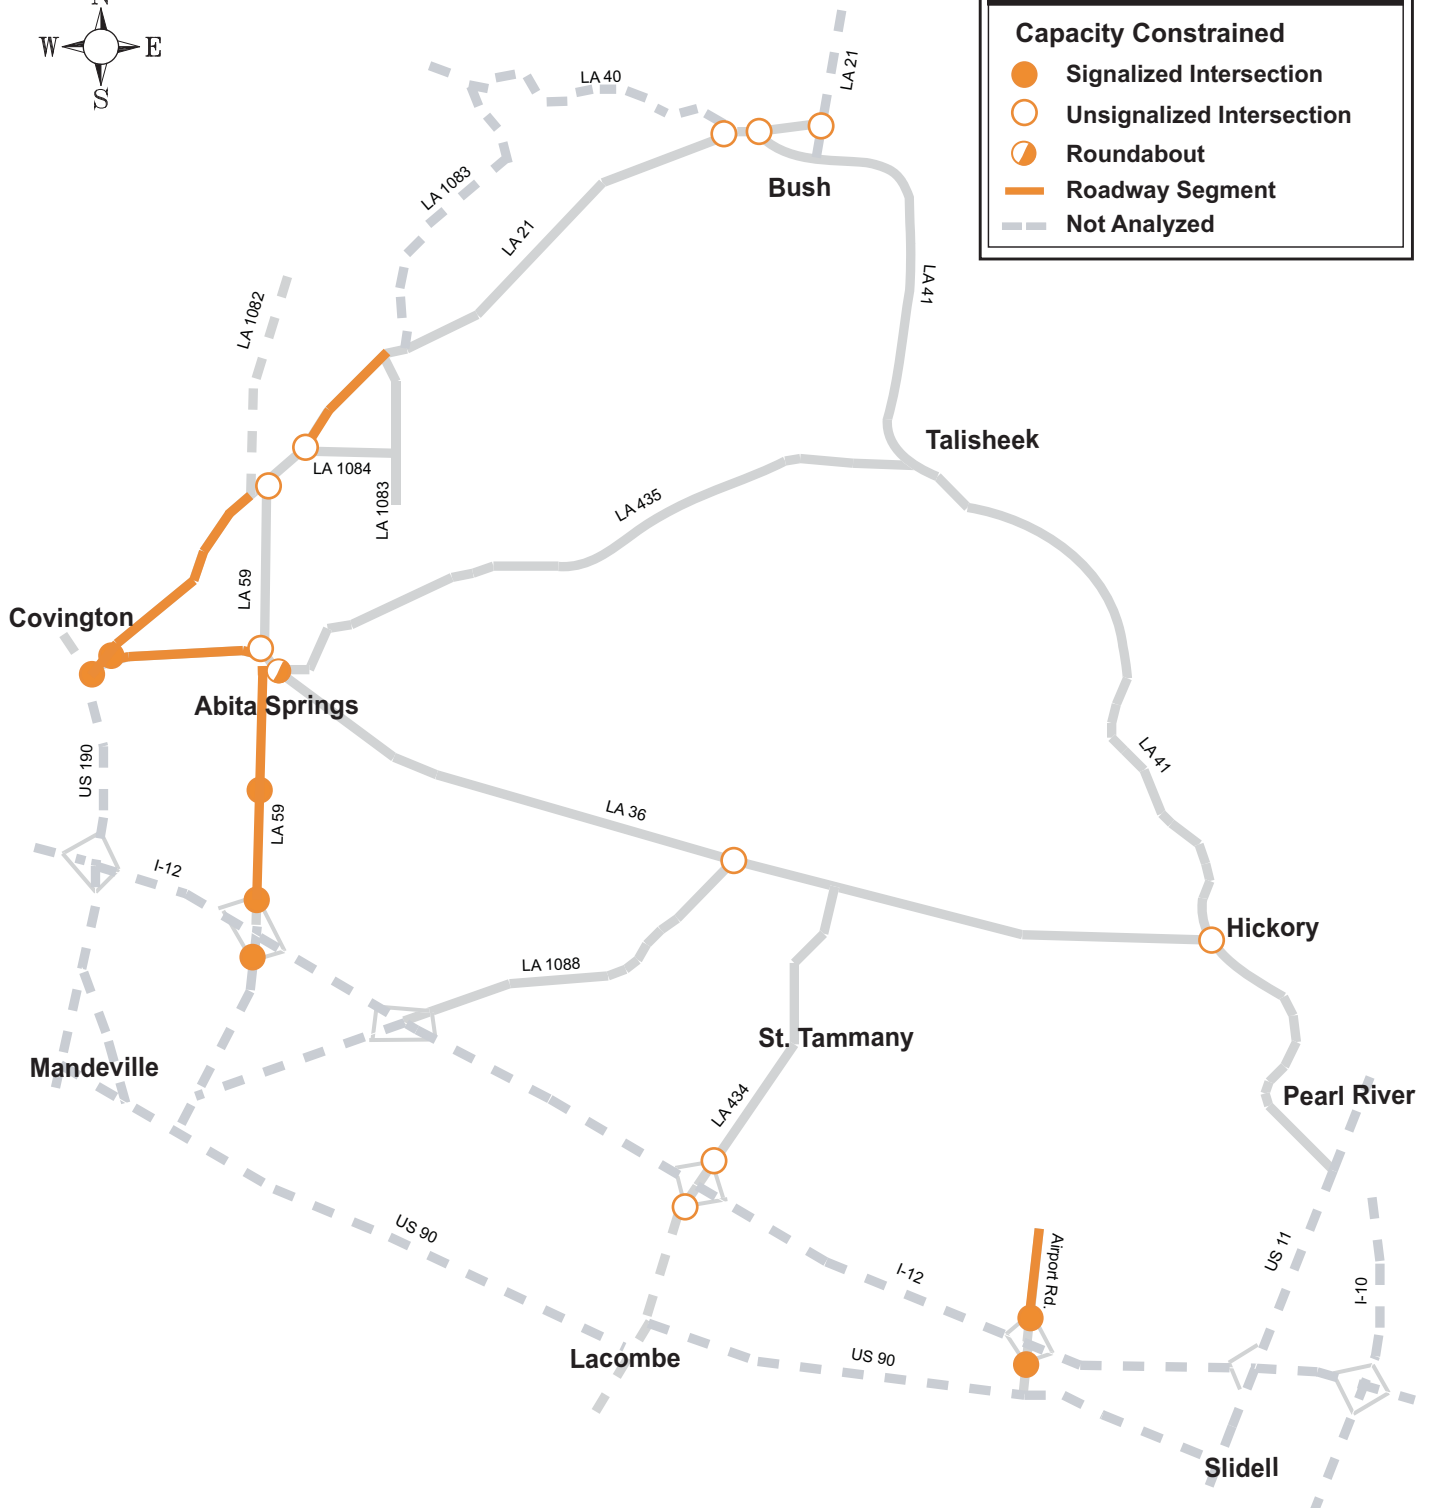 N
W E
S
Capacity Constrained
Signalized Intersection
Unsignalized Intersection
Roundabout
Roadway Segment
Not Analyzed
LA 40
LA 21
Bush
LA 1083
LA 21
LA 41
LA 1082
Talisheek
LA 1084
LA 1083
LA 435
LA 59
Covington
Abita Springs
US 190
LA 59
LA 36
LA 41
I-12
Hickory
LA 1088
St. Tammany
Mandeville
LA 434
Pearl River
US 90
I-12
Airport Rd.
US 11
I-10
Lacombe
US 90
Slidell